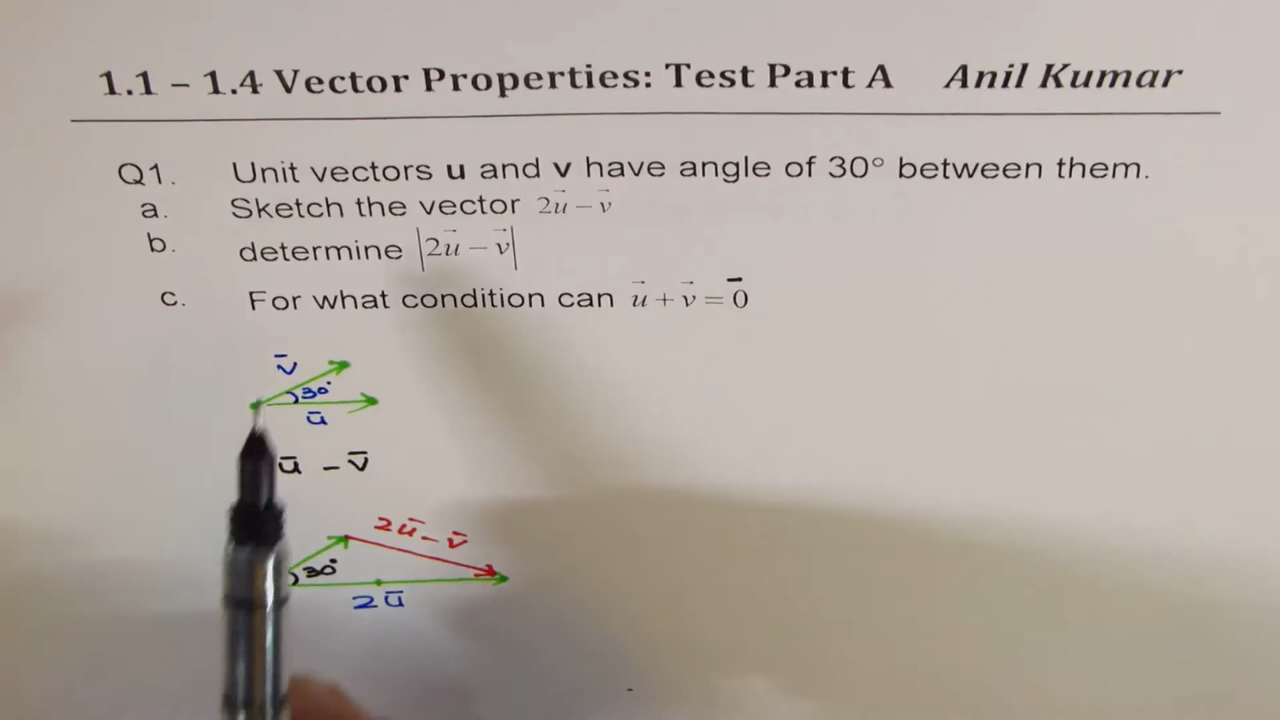 1.1 – 1.4 Vector Properties: Test Part A Anil Kumar
Q1. Unit vectors u and v have angle of 30° between them.
a. Sketch the vector 2u⃗ − v⃗
b. determine |2u⃗ − v⃗|
c. For what condition can u⃗ + v⃗ = 0̄
v̄
30°
ū
ū − v̄
2ū − v̄
30°
2ū